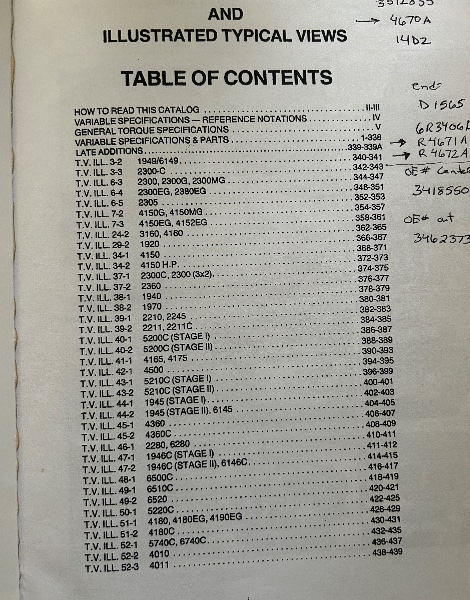 AND
ILLUSTRATED TYPICAL VIEWS
→ 4670A
14D2
TABLE OF CONTENTS
HOW TO READ THIS CATALOG ........ II-III
VARIABLE SPECIFICATIONS — REFERENCE NOTATIONS ........ IV
GENERAL TORQUE SPECIFICATIONS ........ V
VARIABLE SPECIFICATIONS & PARTS ........ 1-338
LATE ADDITIONS ........ 339-339A
T.V. ILL. 3-2 1949/6149 ........ 340-341
T.V. ILL. 3-3 2300-C ........ 342-343
T.V. ILL. 6-3 2300, 2300G, 2300MG ........ 344-347
T.V. ILL. 6-4 2300EG, 2380EG ........ 348-351
T.V. ILL. 6-5 2305 ........ 352-353
T.V. ILL. 7-2 4150G, 4150MG ........ 354-357
T.V. ILL. 7-3 4150EG, 4152EG ........ 358-361
T.V. ILL. 24-2 3160, 4160 ........ 362-365
T.V. ILL. 29-2 1920 ........ 366-367
T.V. ILL. 34-1 4150 ........ 368-371
T.V. ILL. 34-2 4150 H.P. ........ 372-373
T.V. ILL. 37-1 2300C, 2300 (3x2) ........ 374-375
T.V. ILL. 37-2 2360 ........ 376-377
T.V. ILL. 38-1 1940 ........ 378-379
T.V. ILL. 38-2 1970 ........ 380-381
T.V. ILL. 39-1 2210, 2245 ........ 382-383
T.V. ILL. 39-2 2211, 2211C ........ 384-385
T.V. ILL. 40-1 5200C (STAGE I) ........ 386-387
T.V. ILL. 40-2 5200C (STAGE II) ........ 388-389
T.V. ILL. 41-1 4165, 4175 ........ 390-393
T.V. ILL. 42-1 4500 ........ 394-395
T.V. ILL. 43-1 5210C (STAGE I) ........ 396-399
T.V. ILL. 43-2 5210C (STAGE II) ........ 400-401
T.V. ILL. 44-1 1945 (STAGE I) ........ 402-403
T.V. ILL. 44-2 1945 (STAGE II), 6145 ........ 404-405
T.V. ILL. 45-1 4360 ........ 406-407
T.V. ILL. 45-2 4360C ........ 408-409
T.V. ILL. 46-1 2280, 6280 ........ 410-411
T.V. ILL. 47-1 1946C (STAGE I) ........ 411-412
T.V. ILL. 47-2 1946C (STAGE II), 6146C ........ 414-415
T.V. ILL. 48-1 6500C ........ 416-417
T.V. ILL. 49-1 6510C ........ 418-419
T.V. ILL. 49-2 6520 ........ 420-421
T.V. ILL. 50-1 5220C ........ 422-425
T.V. ILL. 51-1 4180, 4180EG, 4190EG ........ 426-429
T.V. ILL. 51-2 4180C ........ 430-431
T.V. ILL. 52-1 5740C, 6740C ........ 432-435
T.V. ILL. 52-2 4010 ........ 436-437
T.V. ILL. 52-3 4011 ........ 438-439
end:
D1565
6R3406
→ R4671A
→ R4672A
OE# Center
3418550
OE# out
3462373